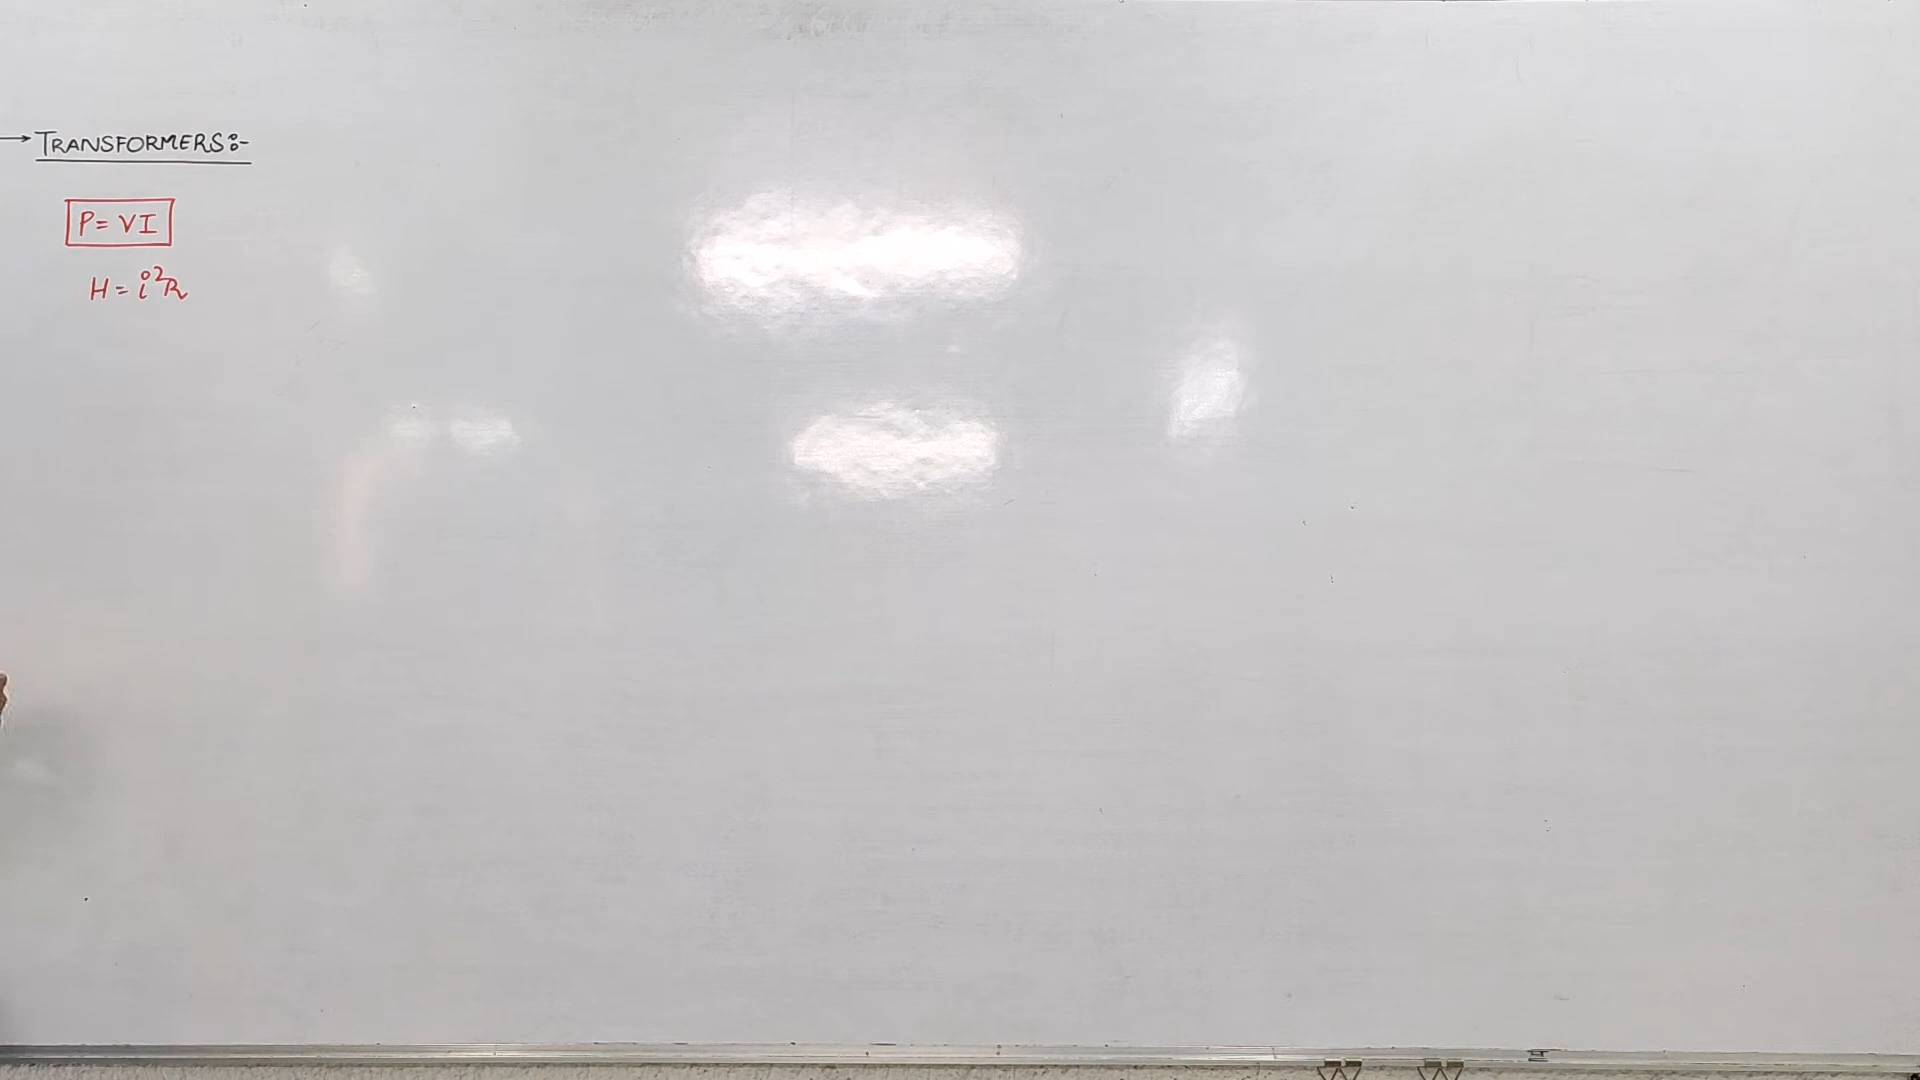 → TRANSFORMERS:-
P = VI
H = i²R